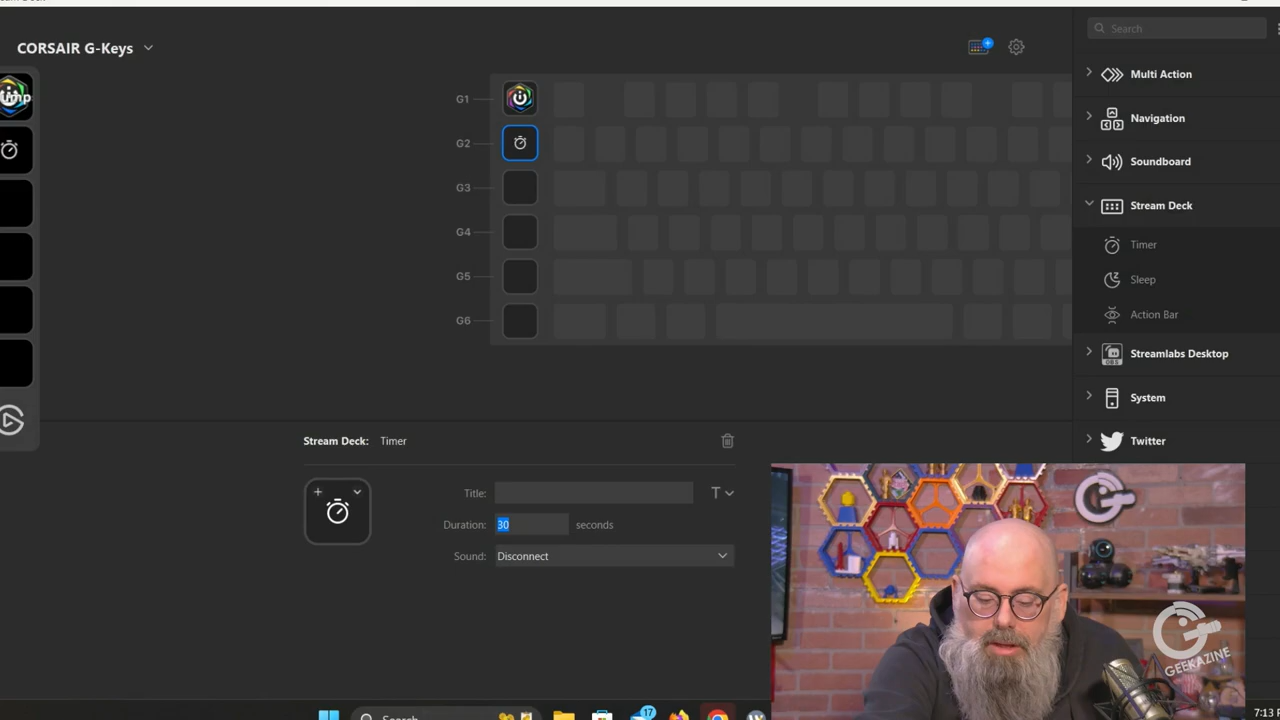 CORSAIR G-Keys
Search
G1
G2
G3
G4
G5
G6
Multi Action
Navigation
Soundboard
Stream Deck
Timer
Sleep
Action Bar
Streamlabs Desktop
System
Twitter
Stream Deck: Timer
Title:
T
Duration: 30 seconds
Sound: Disconnect
GEEKAZINE
Search
17
7:13